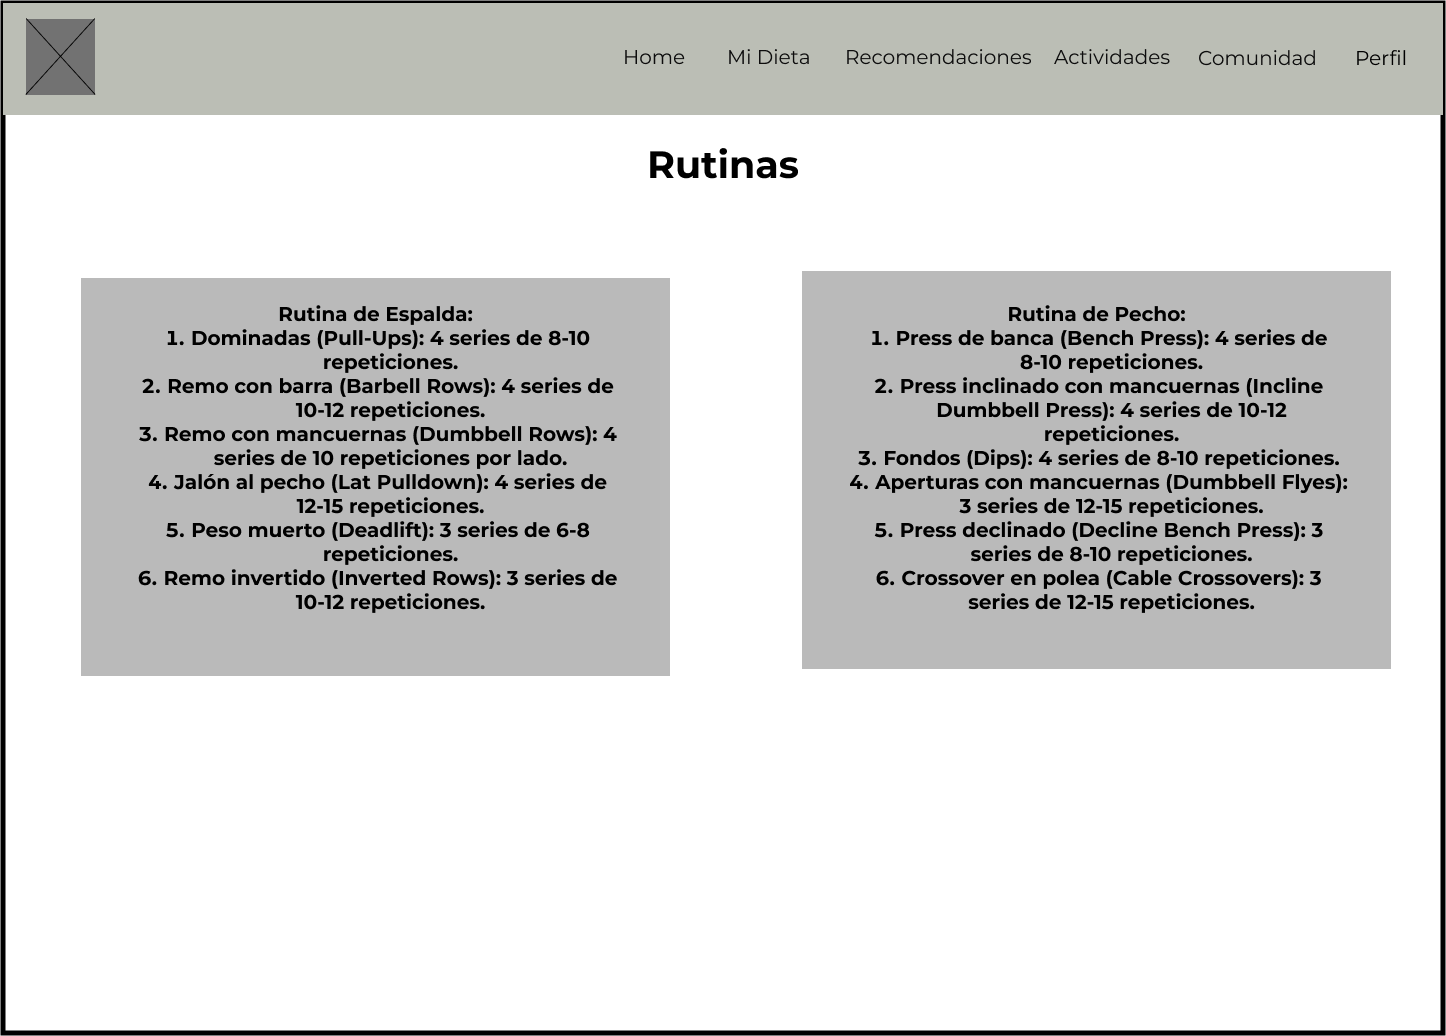 Home Mi Dieta Recomendaciones Actividades Comunidad Perfil
Rutinas
Rutina de Espalda:
1. Dominadas (Pull-Ups): 4 series de 8-10
repeticiones.
2. Remo con barra (Barbell Rows): 4 series de
10-12 repeticiones.
3. Remo con mancuernas (Dumbbell Rows): 4
series de 10 repeticiones por lado.
4. Jalón al pecho (Lat Pulldown): 4 series de
12-15 repeticiones.
5. Peso muerto (Deadlift): 3 series de 6-8
repeticiones.
6. Remo invertido (Inverted Rows): 3 series de
10-12 repeticiones.
Rutina de Pecho:
1. Press de banca (Bench Press): 4 series de
8-10 repeticiones.
2. Press inclinado con mancuernas (Incline
Dumbbell Press): 4 series de 10-12
repeticiones.
3. Fondos (Dips): 4 series de 8-10 repeticiones.
4. Aperturas con mancuernas (Dumbbell Flyes):
3 series de 12-15 repeticiones.
5. Press declinado (Decline Bench Press): 3
series de 8-10 repeticiones.
6. Crossover en polea (Cable Crossovers): 3
series de 12-15 repeticiones.